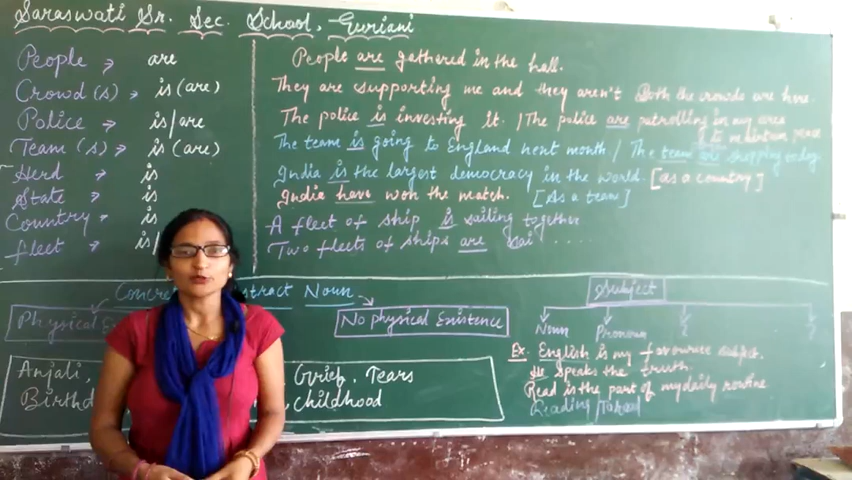 Saraswati Sr. Sec. School, Guriani
People → are
Crowd(s) → is (are)
Police → is/are
Team(s) → is (are)
Herd → is
State → is
Country → is
fleet → is/
People are gathered in the hall.
They are supporting me and they aren't Both the crowds are here.
The police is investing it. / The police are patrolling in my area
to maintain peace
The team is going to England next month / The team are shopping today.
India is the largest democracy in the world. [as a country]
India have won the match. [As a team]
A fleet of ship is sailing together
Two fleets of ships are sai .....
Noun
Physical
No physical Existence
Anjali,
Grief, Tears
Birthd
childhood
Subject
Noun Pronoun
Ex. English is my favourite subject.
He speaks the truth
Read is the part of my daily routine
Reading /To read